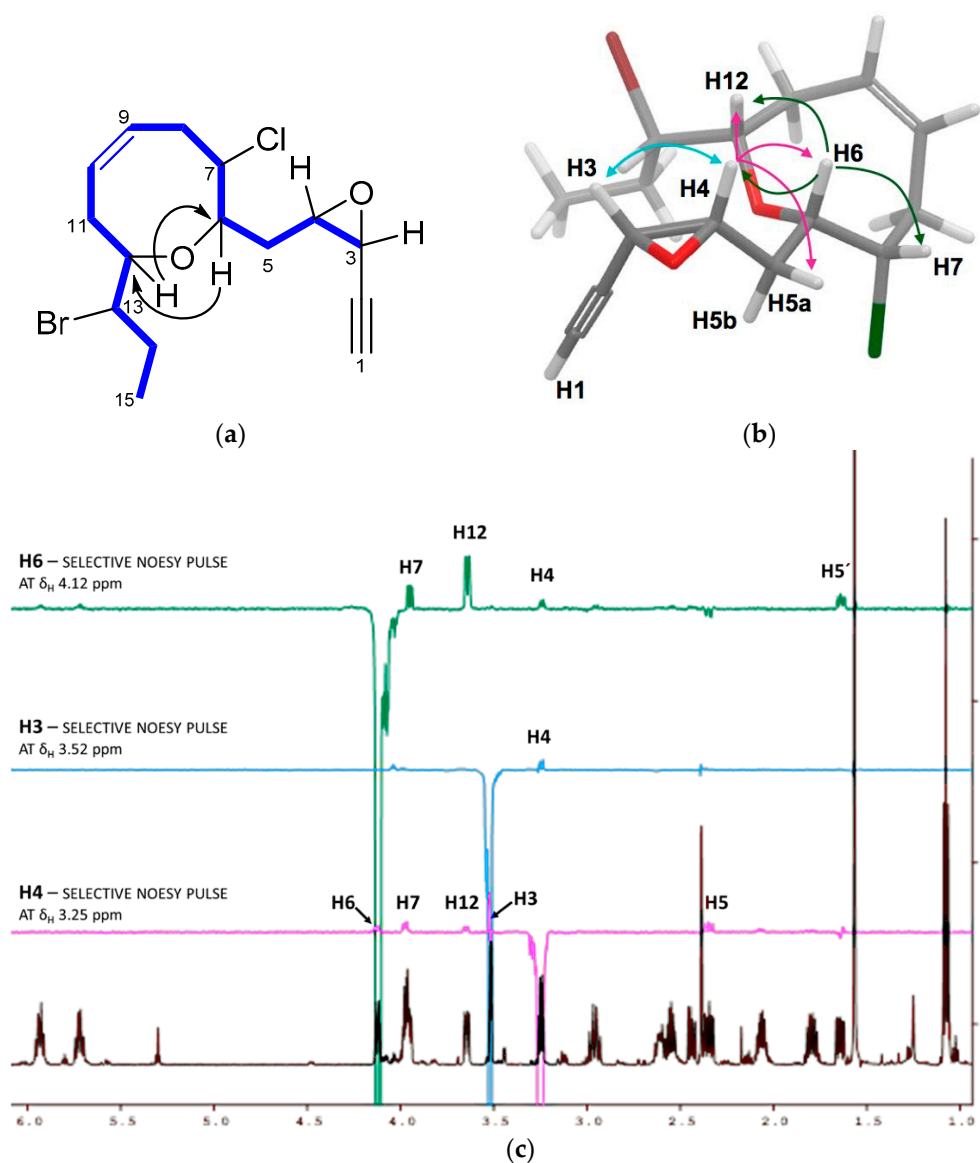 9
Cl
7
H
O
11
O
5
3
H
H
H
Br
13
1
15
(a)
H12
H3
H6
H4
H7
H5a
H5b
H1
(b)
H6 – SELECTIVE NOESY PULSE
AT δH 4.12 ppm
H7
H12
H4
H5´
H3 – SELECTIVE NOESY PULSE
AT δH 3.52 ppm
H4
H4 – SELECTIVE NOESY PULSE
AT δH 3.25 ppm
H6
H7
H12
H3
H5
6.0 5.5 5.0 4.5 4.0 3.5 3.0 2.5 2.0 1.5 1.0
(c)